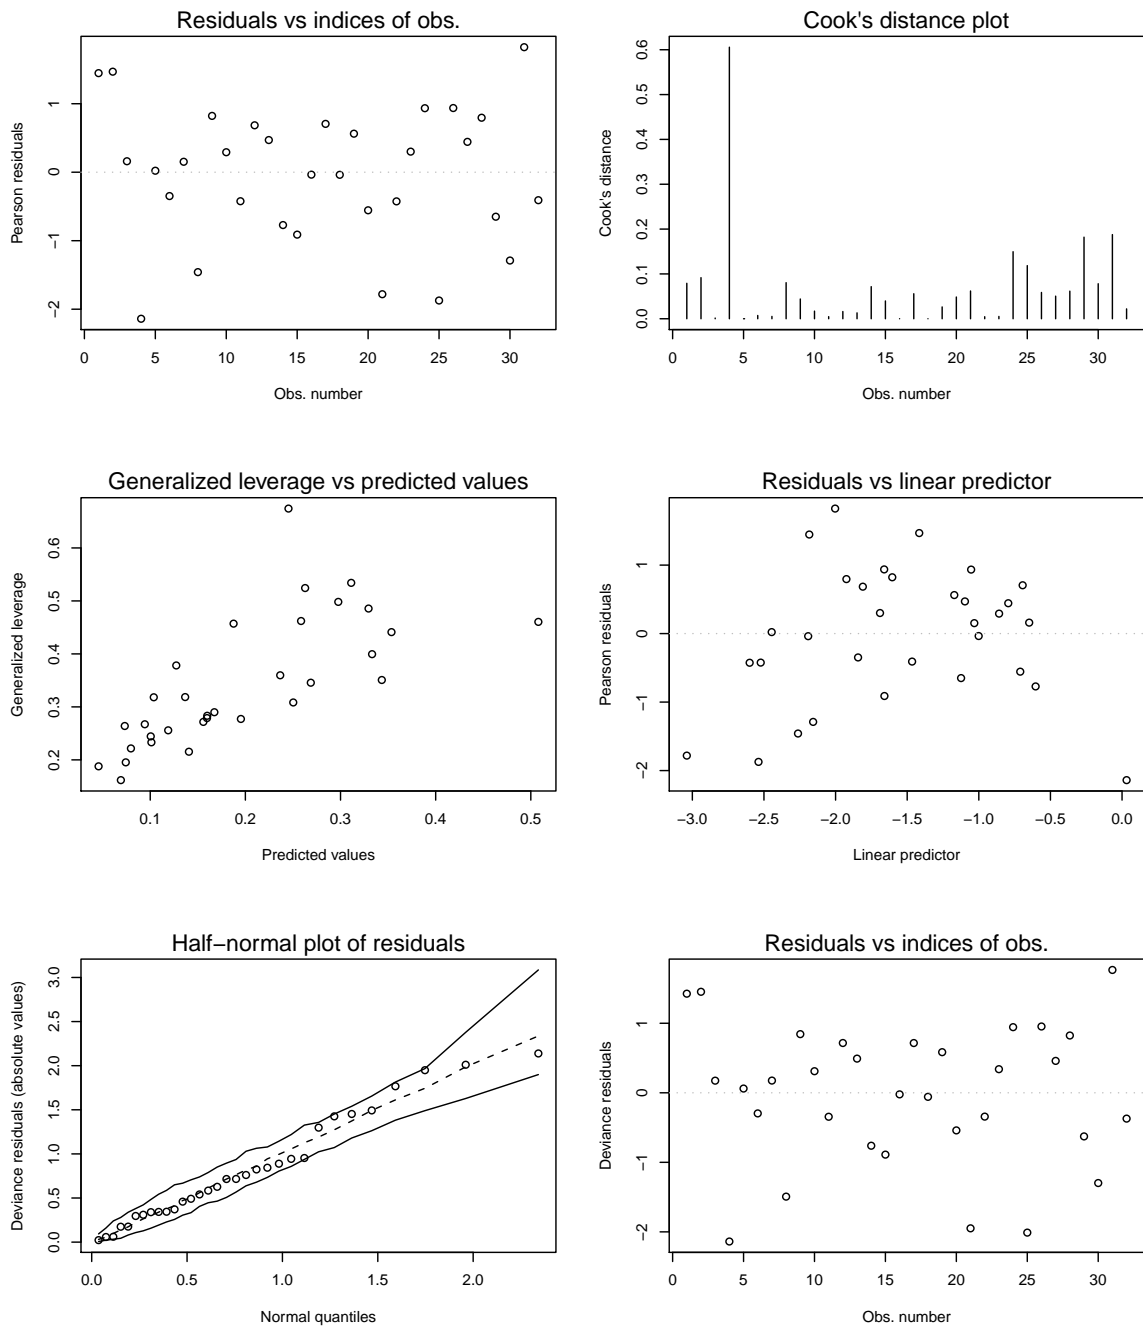 Residuals vs indices of obs.
Pearson residuals
1
0
−1
−2
0 5 10 15 20 25 30
Obs. number
Cook's distance plot
Cook's distance
0.6
0.5
0.4
0.3
0.2
0.1
0.0
0 5 10 15 20 25 30
Obs. number
Generalized leverage vs predicted values
Generalized leverage
0.6
0.5
0.4
0.3
0.2
0.1 0.2 0.3 0.4 0.5
Predicted values
Residuals vs linear predictor
Pearson residuals
1
0
−1
−2
−3.0 −2.5 −2.0 −1.5 −1.0 −0.5 0.0
Linear predictor
Half−normal plot of residuals
Deviance residuals (absolute values)
3.0
2.5
2.0
1.5
1.0
0.5
0.0
0.0 0.5 1.0 1.5 2.0
Normal quantiles
Residuals vs indices of obs.
Deviance residuals
1
0
−1
−2
0 5 10 15 20 25 30
Obs. number